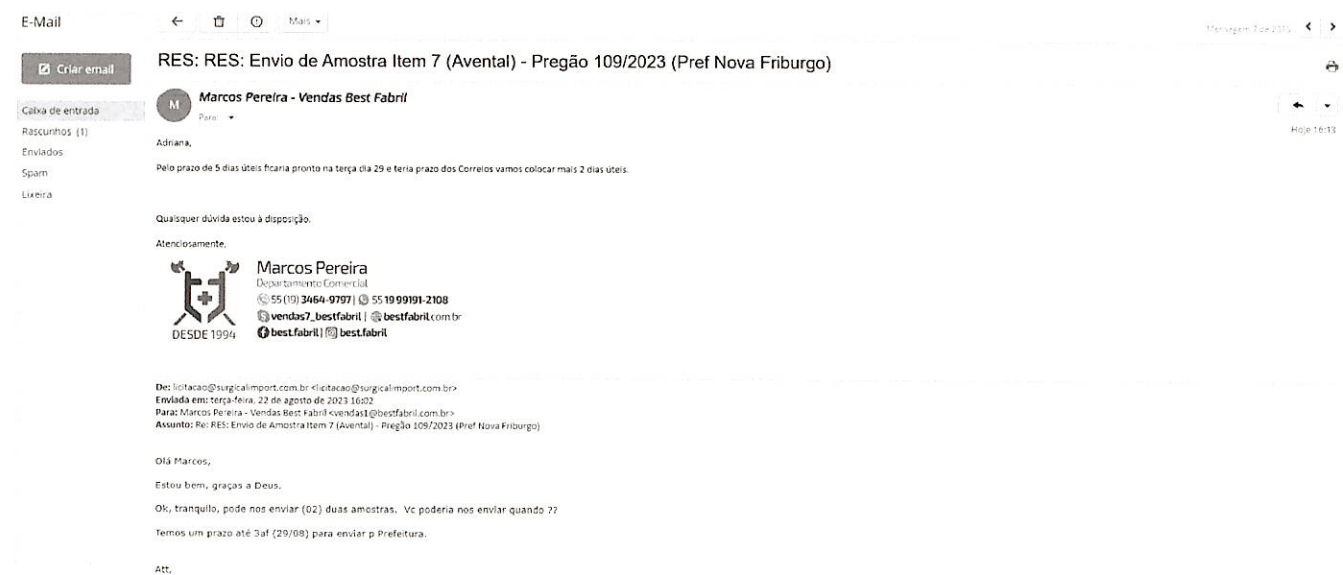 E-Mail
Mais
Mensagem 7 de
Criar email
RES: RES: Envio de Amostra Item 7 (Avental) - Pregão 109/2023 (Pref Nova Friburgo)
M
Marcos Pereira - Vendas Best Fabril
Para:
Hoje 16:13
Caixa de entrada
Rascunhos (1)
Enviados
Spam
Lixeira
Adriana,
Pelo prazo de 5 dias úteis ficaria pronto na terça dia 29 e teria prazo dos Correios vamos colocar mais 2 dias úteis.
Quaisquer dúvida estou à disposição.
Atenciosamente,
DESDE 1994
Marcos Pereira
Departamento Comercial
55 (19) 3464-9797 | 55 19 99191-2108
vendas7_bestfabril | bestfabril.com.br
best.fabril | best.fabril
De: licitacao@surgicalimport.com.br <licitacao@surgicalimport.com.br>
Enviada em: terça-feira, 22 de agosto de 2023 16:02
Para: Marcos Pereira - Vendas Best Fabril <vendas1@bestfabril.com.br>
Assunto: Re: RES: Envio de Amostra Item 7 (Avental) - Pregão 109/2023 (Pref Nova Friburgo)
Olá Marcos,
Estou bem, graças a Deus.
Ok, tranquilo, pode nos enviar (02) duas amostras. Vc poderia nos enviar quando ??
Temos um prazo até 3af (29/08) para enviar p Prefeitura.
Att,